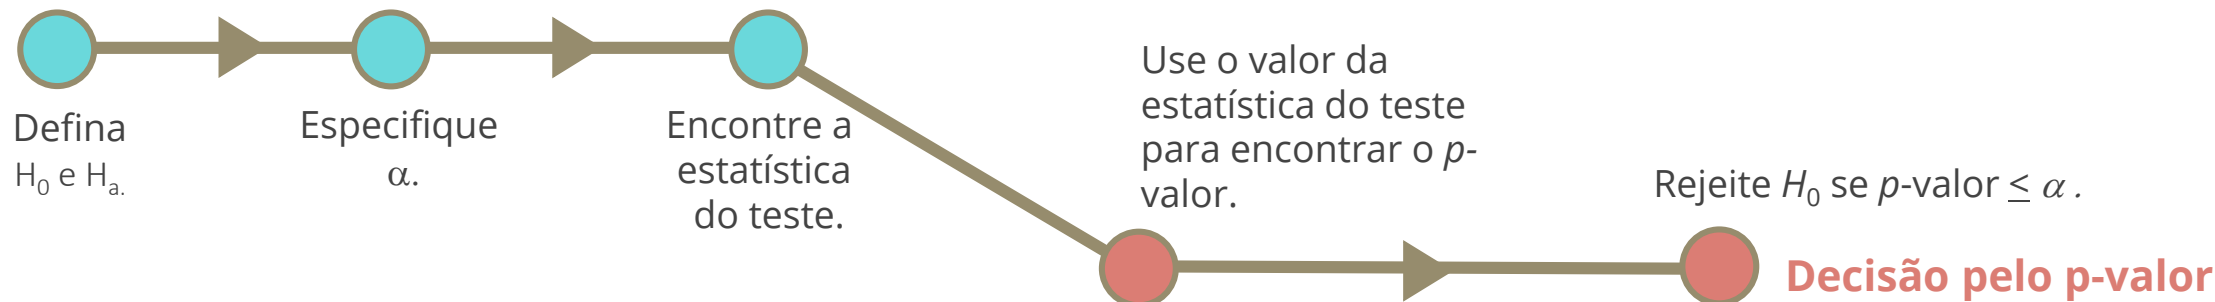 Defina
H₀ e Hₐ.
Especifique
α.
Encontre a
estatística
do teste.
Use o valor da
estatística do teste
para encontrar o p-
valor.
Rejeite H₀ se p-valor ≤ α .
Decisão pelo p-valor